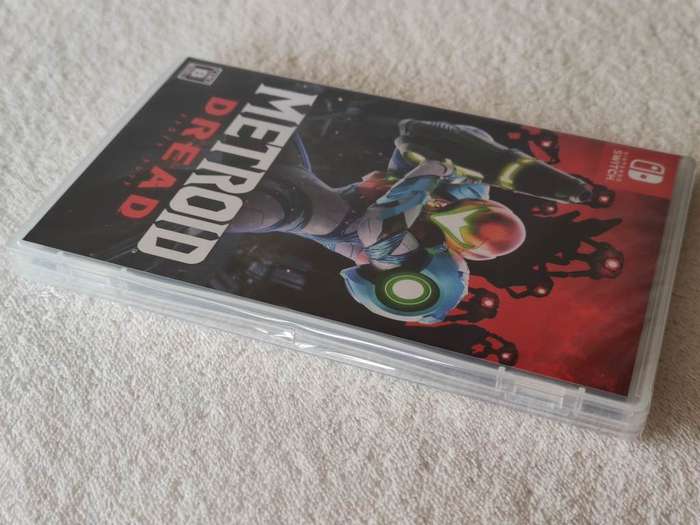 NINTENDO
SWITCH
METROID
DREAD
B